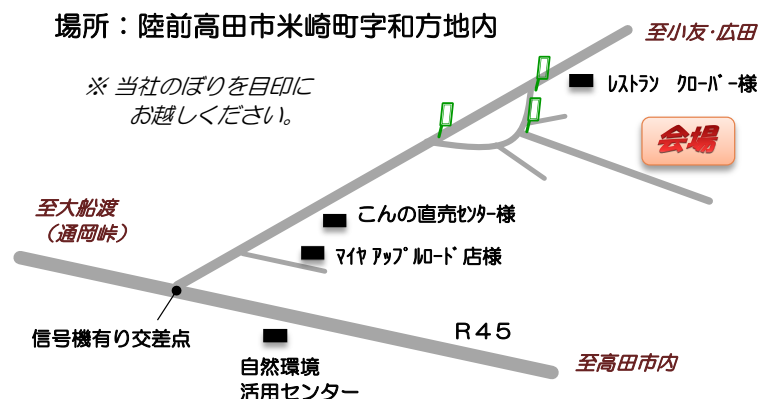 場所：陸前高田市米崎町字和方地内
至小友・広田
※ 当社のぼりを目印に
お越しください。
ﾚｽﾄﾗﾝ ｸﾛｰﾊﾞｰ様
会場
至大船渡
（通岡峠）
こんの直売ｾﾝﾀｰ様
ﾏｲﾔ ｱｯﾌﾟﾙﾛｰﾄﾞ店様
信号機有り交差点
Ｒ４５
自然環境
活用センター
至高田市内